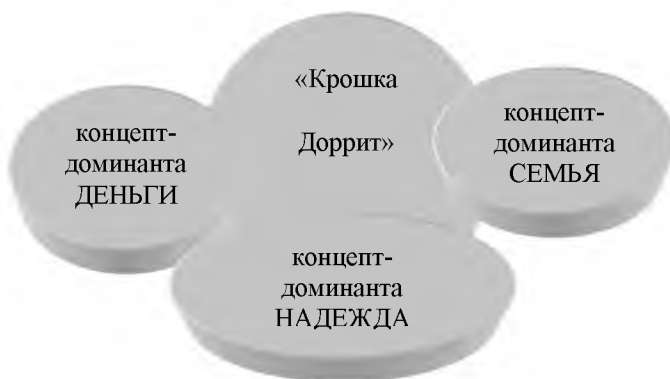 «Крошка
Доррит»
концепт-
доминанта
ДЕНЬГИ
концепт-
доминанта
СЕМЬЯ
концепт-
доминанта
НАДЕЖДА